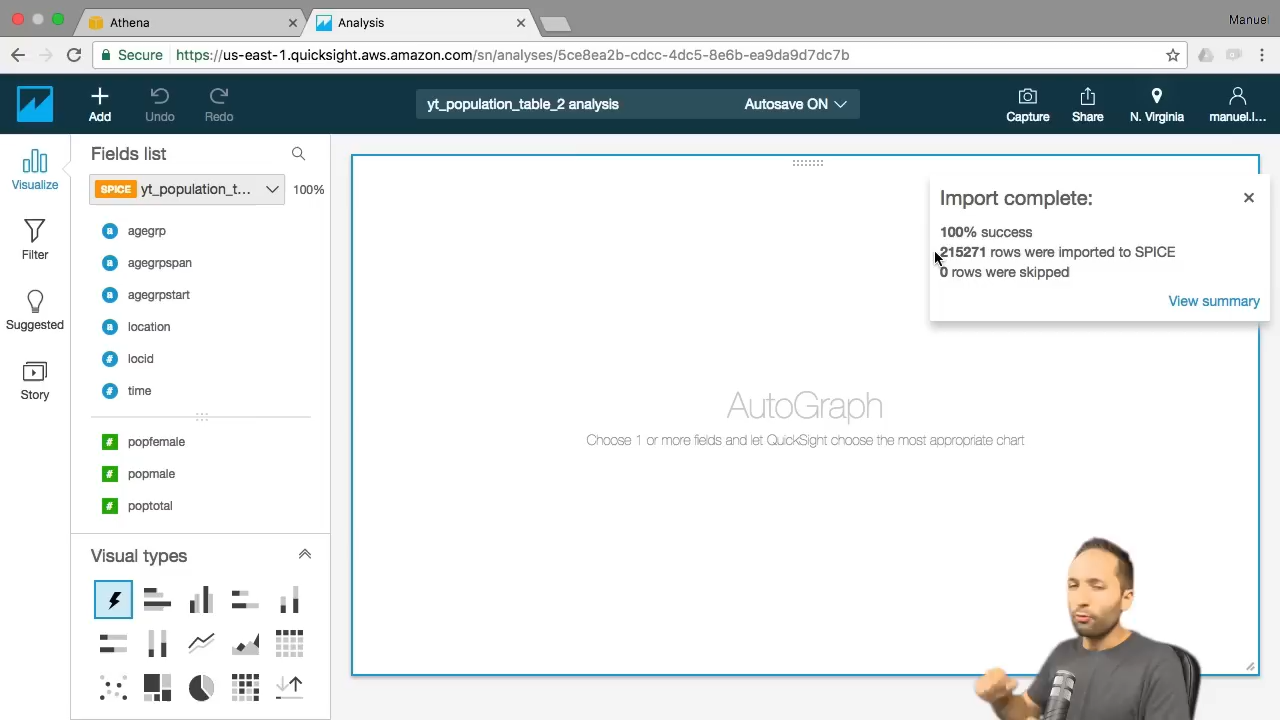 Athena
Analysis
Manuel
Secure
https://us-east-1.quicksight.aws.amazon.com/sn/analyses/5ce8ea2b-cdcc-4dc5-8e6b-ea9da9d7dc7b
Add
Undo
Redo
yt_population_table_2 analysis
Autosave ON
Capture
Share
N. Virginia
manuel.l...
Visualize
Filter
Suggested
Story
Fields list
SPICE yt_population_t... 100%
a agegrp
a agegrpspan
a agegrpstart
a location
# locid
# time
# popfemale
# popmale
# poptotal
Visual types
Import complete:
100% success
215271 rows were imported to SPICE
0 rows were skipped
View summary
AutoGraph
Choose 1 or more fields and let QuickSight choose the most appropriate chart